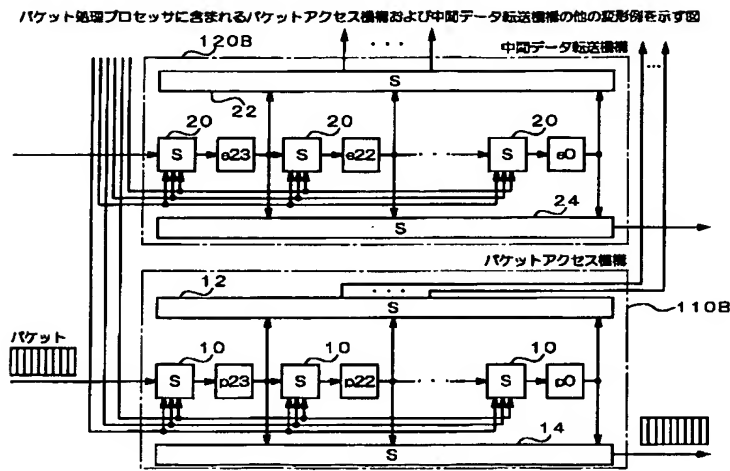 パケット処理プロセッサに含まれるパケットアクセス機構および中間データ転送機構の他の変形例を示す図
120B
中間データ転送機構
S
22
20
20
20
S
e23
S
e22
S
e0
24
S
パケットアクセス機構
12
S
110B
パケット
10
10
10
S
p23
S
p22
S
p0
14
S